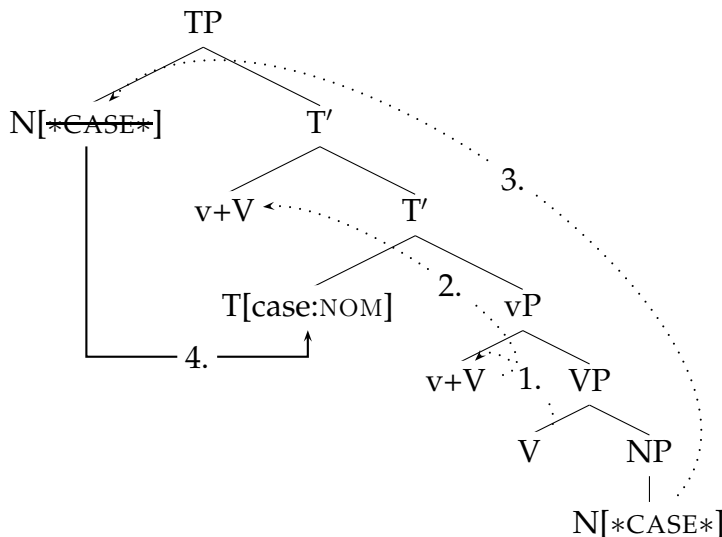 TP
N[∗CASE∗] T′
v+V T′
3.
T[case:NOM] 2. vP
4. v+V 1. VP
V NP
N[∗CASE∗]